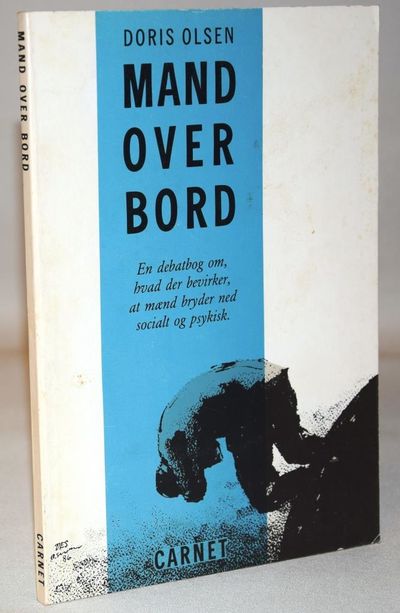 MAND OVER BORD
CARNET
DORIS OLSEN
MAND
OVER
BORD
En debatbog om,
hvad der bevirker,
at mænd bryder ned
socialt og psykisk.
CARNET
86